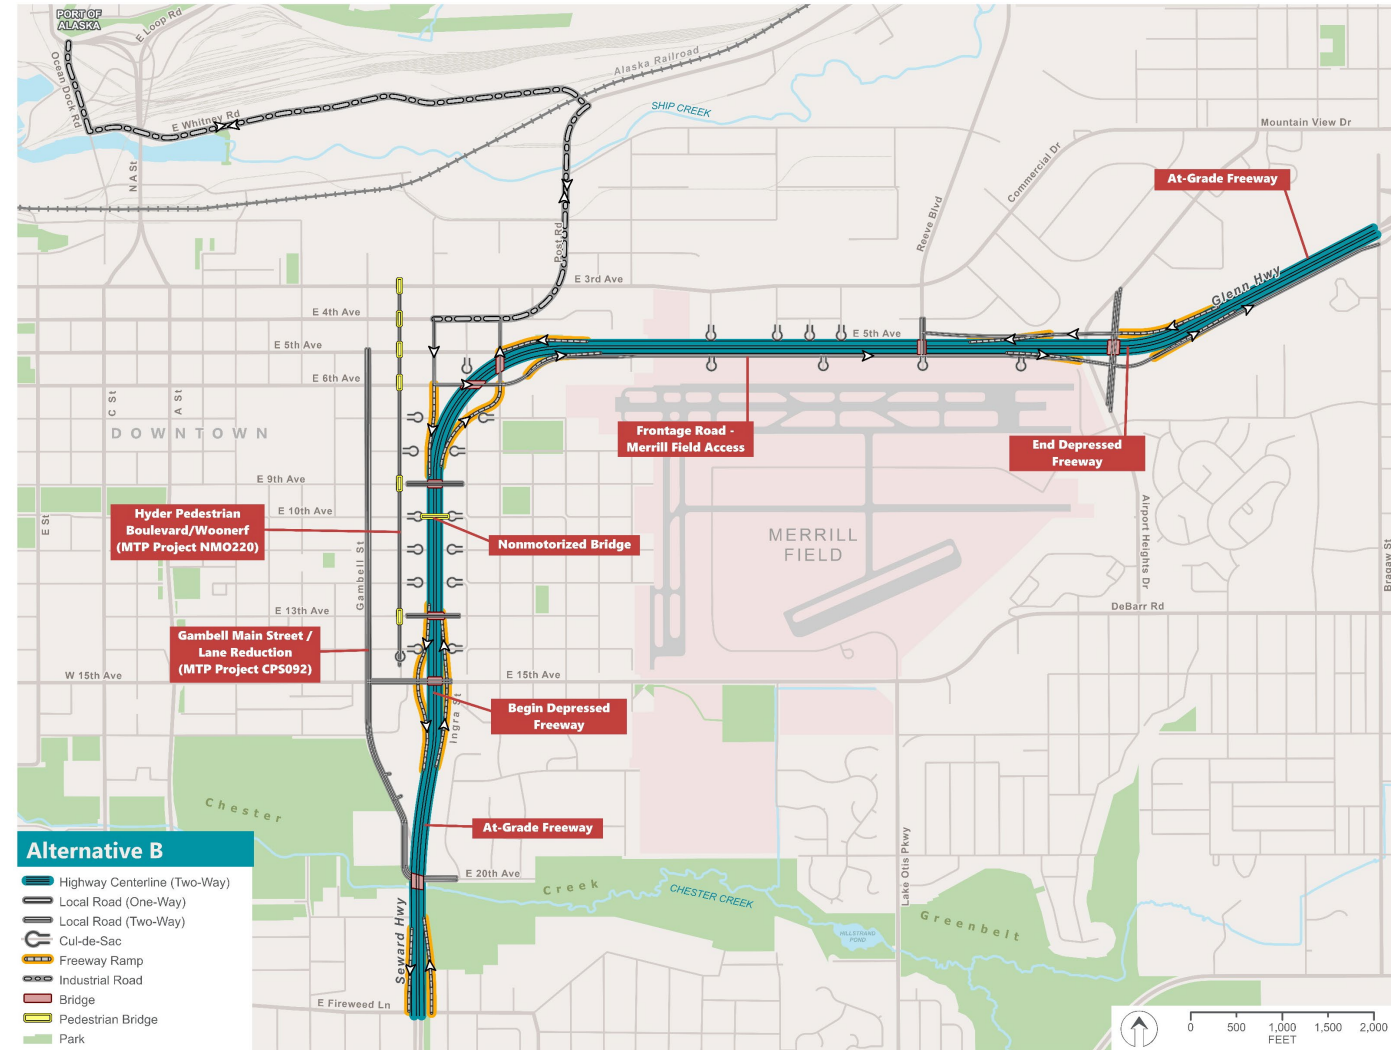 PORT OF
ALASKA
E Loop Rd
Ocean Dock Rd
E Whitney Rd
Alaska Railroad
SHIP CREEK
N A St
Mountain View Dr
Commercial Dr
Reeve Blvd
At-Grade Freeway
Post Rd
E 3rd Ave
Glenn Hwy
E 4th Ave
E 5th Ave
E 5th Ave
E 6th Ave
C St
A St
DOWNTOWN
Frontage Road -
Merrill Field Access
End Depressed
Freeway
E 9th Ave
E 10th Ave
Hyder Pedestrian
Boulevard/Woonerf
(MTP Project NMO220)
E St
Gambell St
Nonmotorized Bridge
MERRILL
FIELD
Airport Heights Dr
Bragaw St
E 13th Ave
DeBarr Rd
Gambell Main Street /
Lane Reduction
(MTP Project CPS092)
W 15th Ave
E 15th Ave
Begin Depressed
Freeway
Ingra St
Chester
At-Grade Freeway
Lake Otis Pkwy
E 20th Ave
Creek
CHESTER CREEK
Greenbelt
HILLSTRAND
POND
Seward Hwy
E Fireweed Ln
Alternative B
Highway Centerline (Two-Way)
Local Road (One-Way)
Local Road (Two-Way)
Cul-de-Sac
Freeway Ramp
Industrial Road
Bridge
Pedestrian Bridge
Park
0 500 1,000 1,500 2,000
FEET